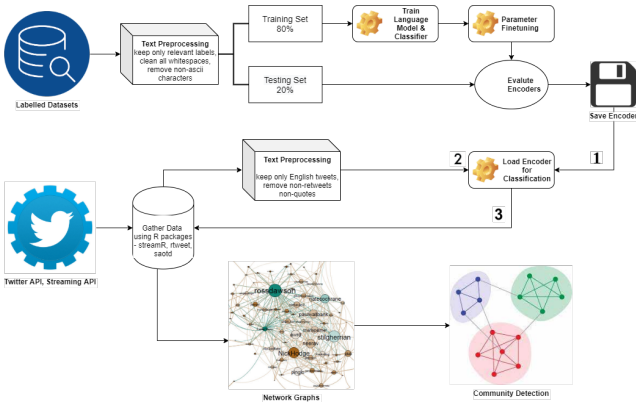 Labelled Datasets
Text Preprocessing
keep only relevant labels,
clean all whitespaces,
remove non-ascii
characters
Training Set
80%
Testing Set
20%
Train
Language
Model &
Classifier
Parameter
Finetuning
Evalute
Encoders
Save Encoder
1
Text Preprocessing
keep only English tweets,
remove non-retweets
non-quotes
2
Load Encoder
for
Classification
3
Twitter API, Streaming API
Gather Data
using R packages
- streamR, rtweet,
saotd
rossdawson
stilgherrian
NickHodge
Network Graphs
Community Detection